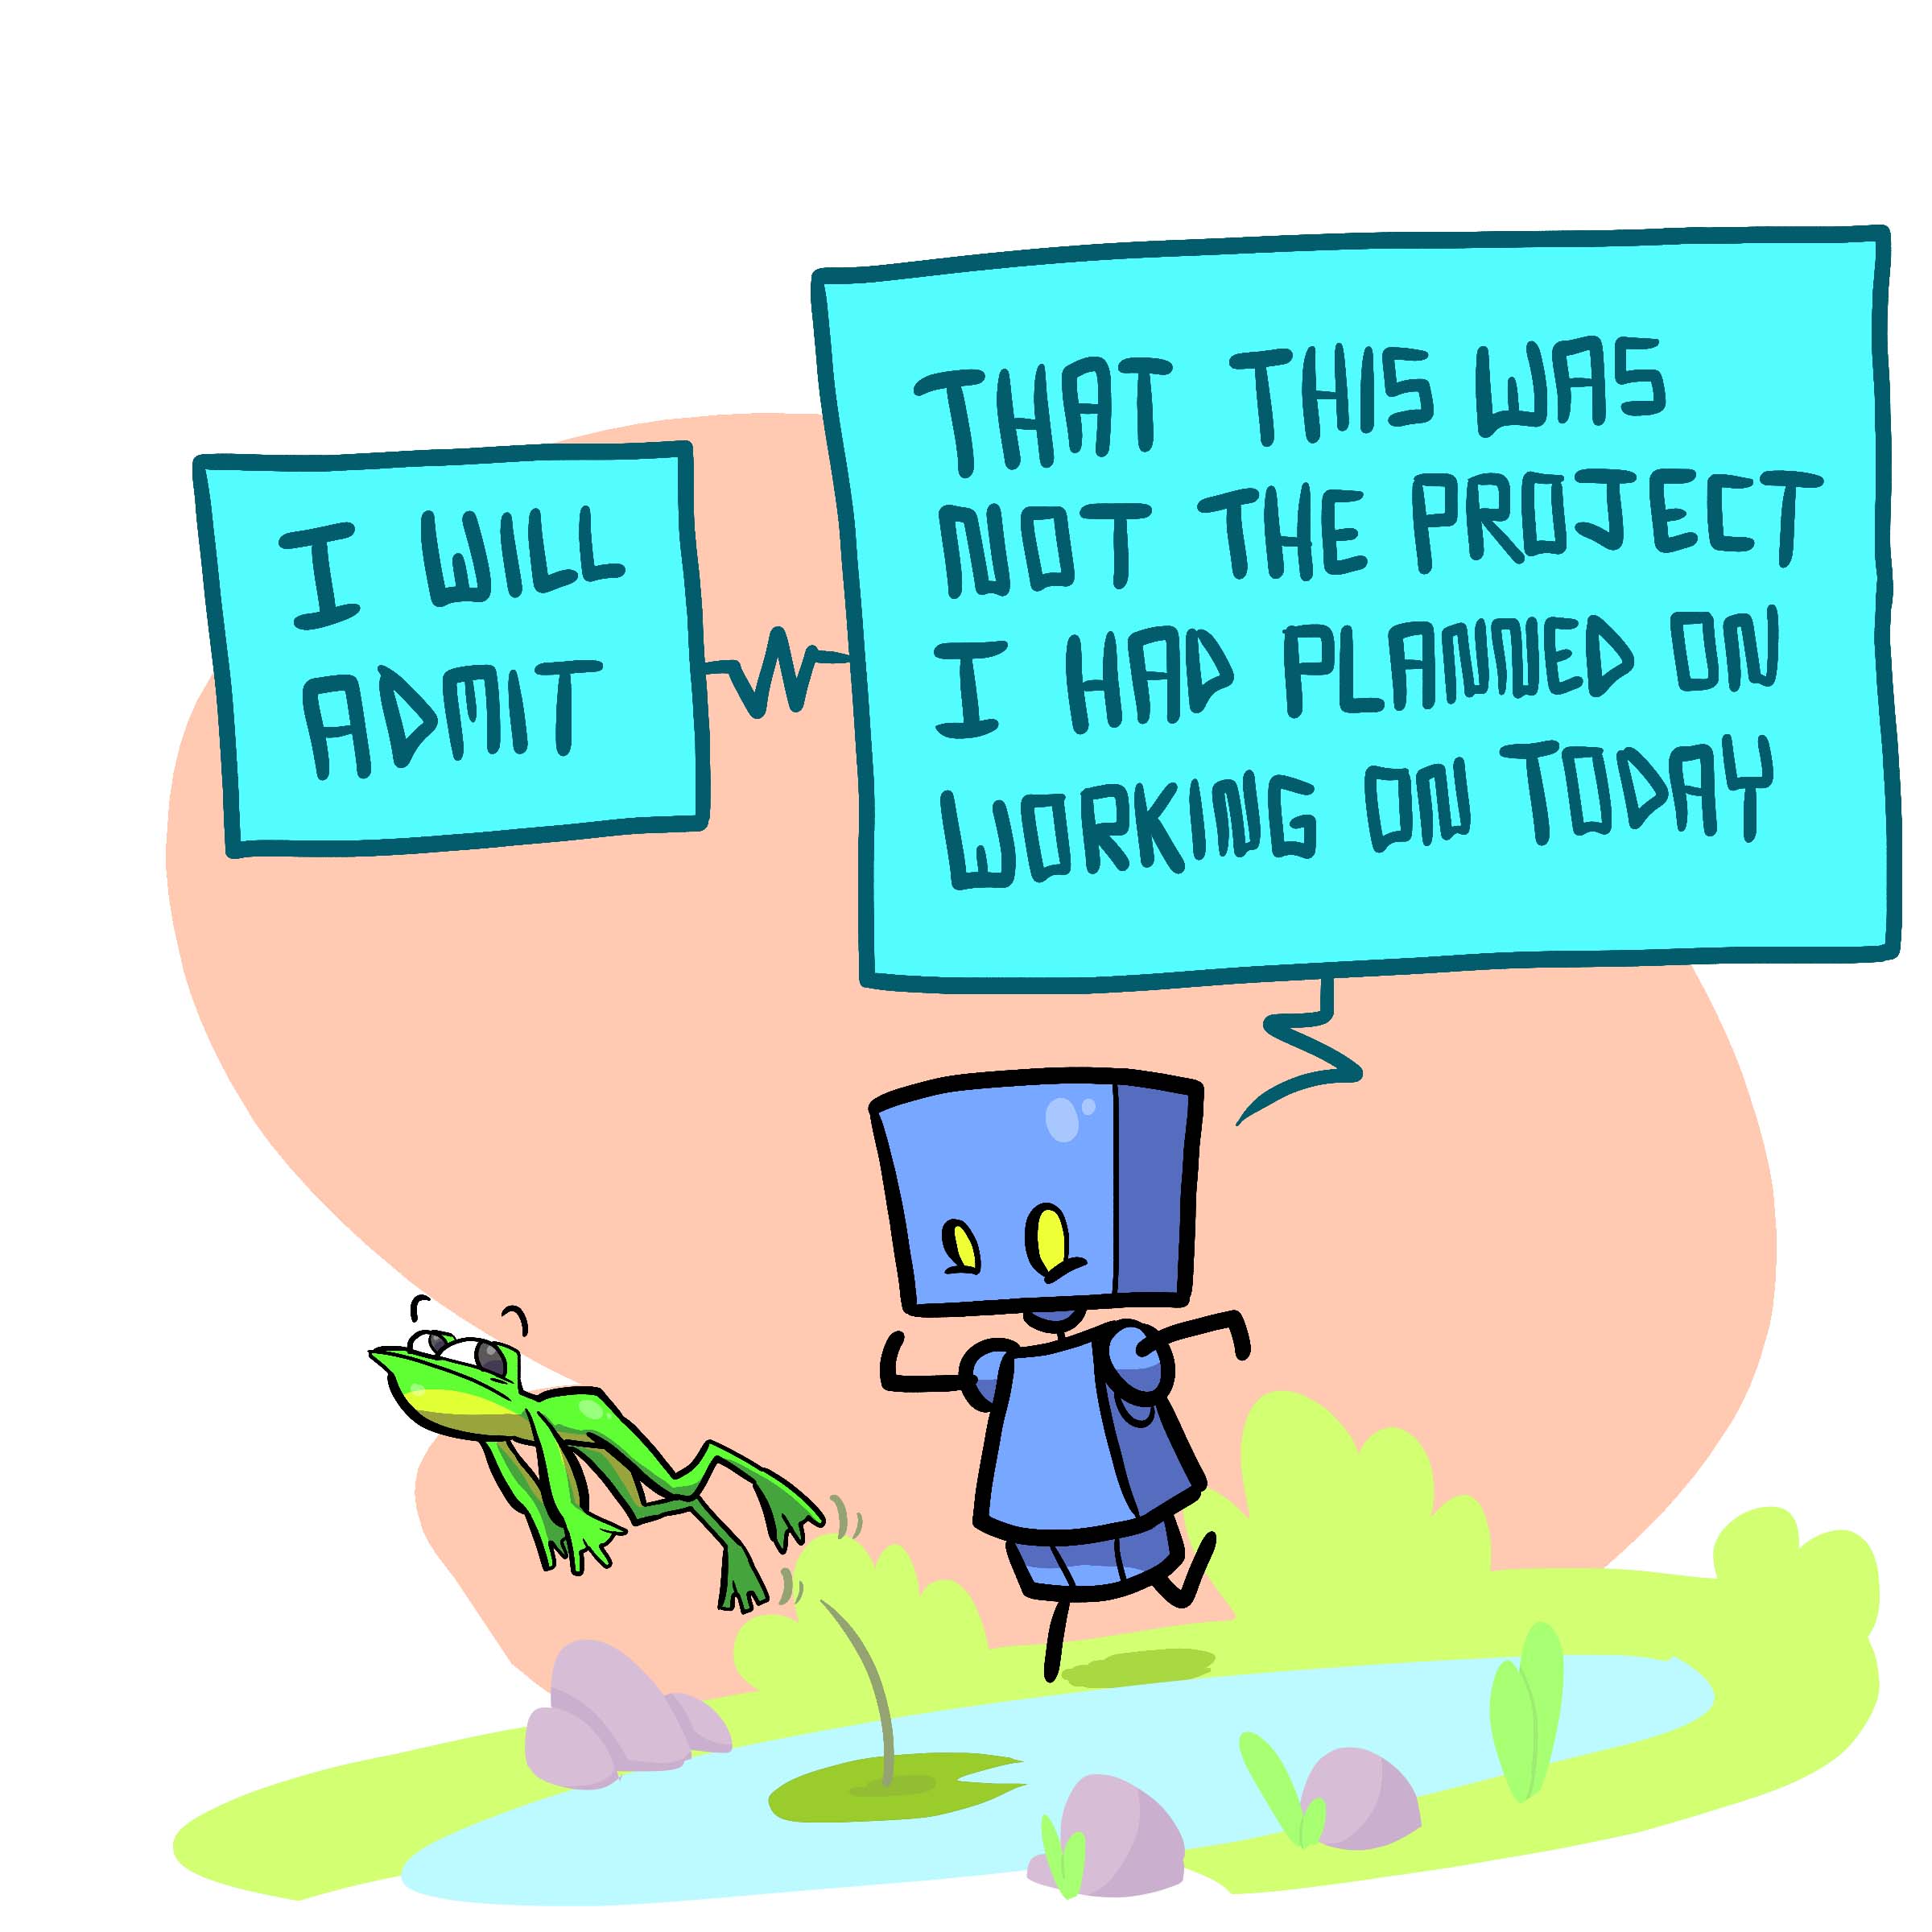 I WILL
ADMIT
THAT THIS WAS
NOT THE PROJECT
I HAD PLANNED ON
WORKING ON TODAY